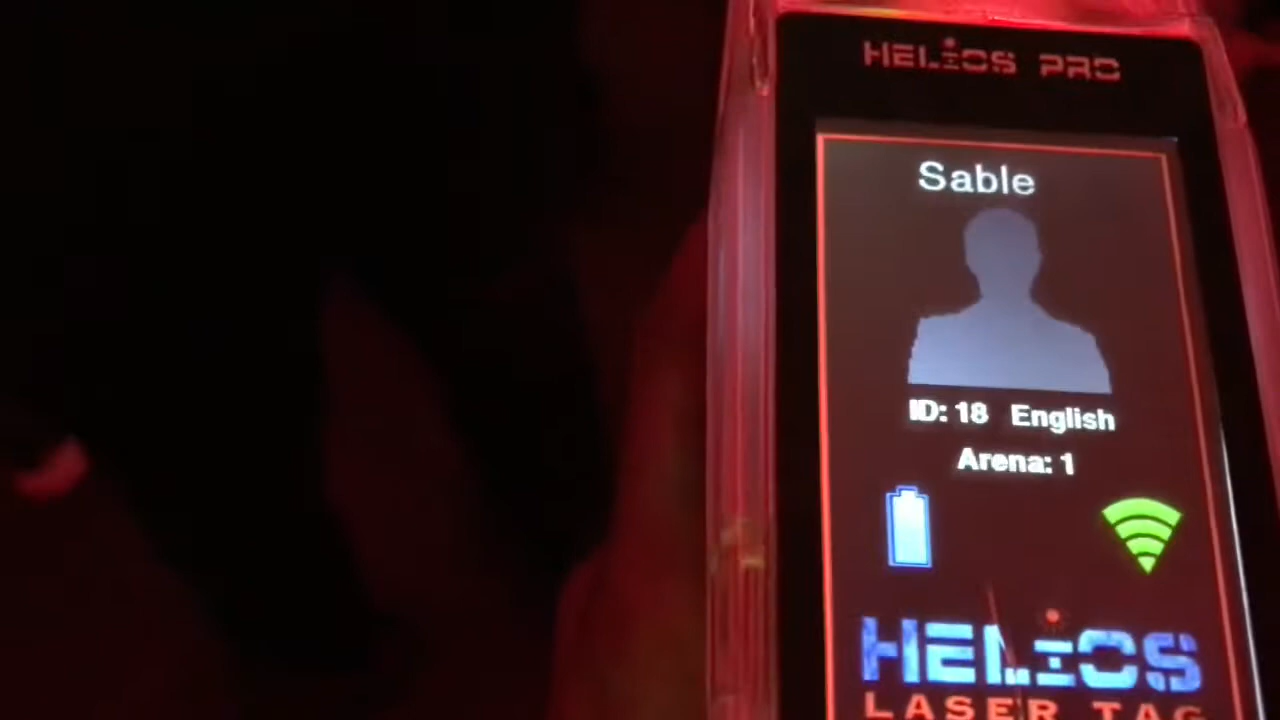 HELIOS PRO
Sable
ID: 18 English
Arena: 1
HELIOS
LASER TAG